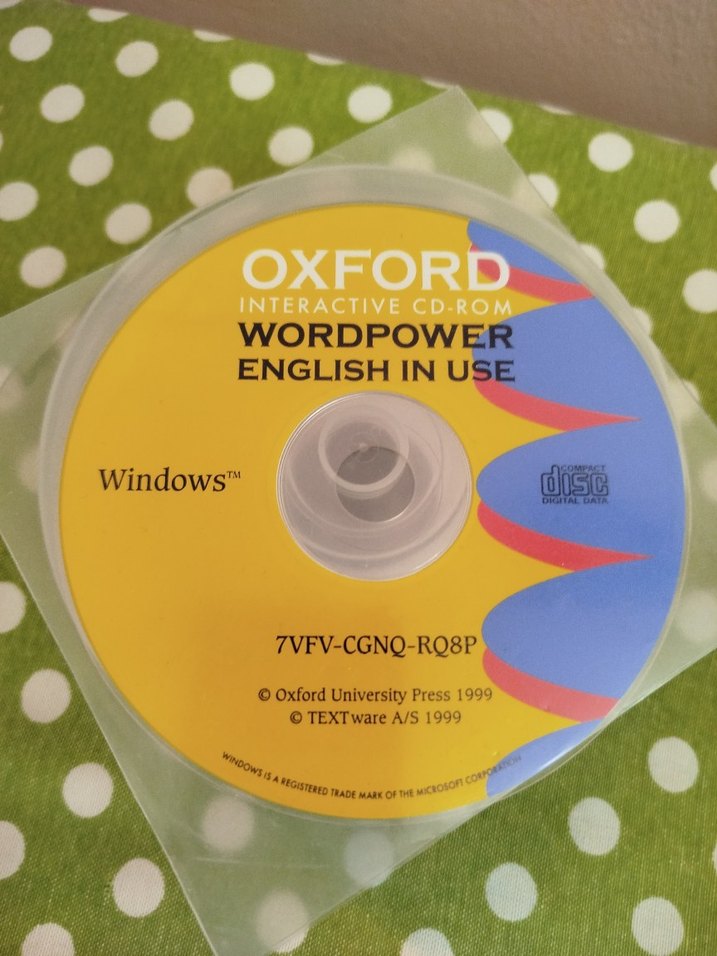 OXFORD
INTERACTIVE CD-ROM
WORDPOWER
ENGLISH IN USE
Windows™
COMPACT
disc
DIGITAL DATA
7VFV-CGNQ-RQ8P
© Oxford University Press 1999
© TEXTware A/S 1999
WINDOWS IS A REGISTERED TRADE MARK OF THE MICROSOFT CORPORATION